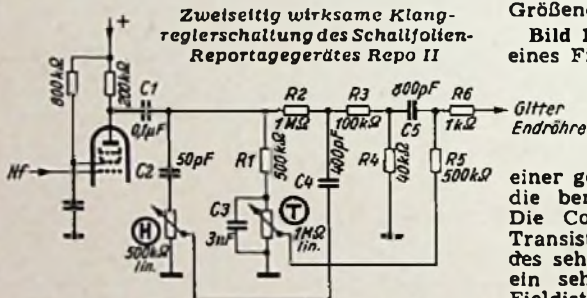 Zweiseitig wirksame Klang-
reglerschaltung des Schallfolien-
Reportagegerätes Repo II
Größen
Bild
eines F
+
800kΩ
200kΩ
C1
0,1µF
Nf
C2
50pF
R1
500kΩ
R2
1MΩ
R3
100kΩ
800pF
C5
R6
1kΩ
Gitter
Endröhre
C4
400pF
R4
40kΩ
R5
500kΩ
H
500kΩ
lin.
C3
3nF
T
1MΩ
lin.
einer ge
die ber
Die Co
Transis
des seh
ein seh